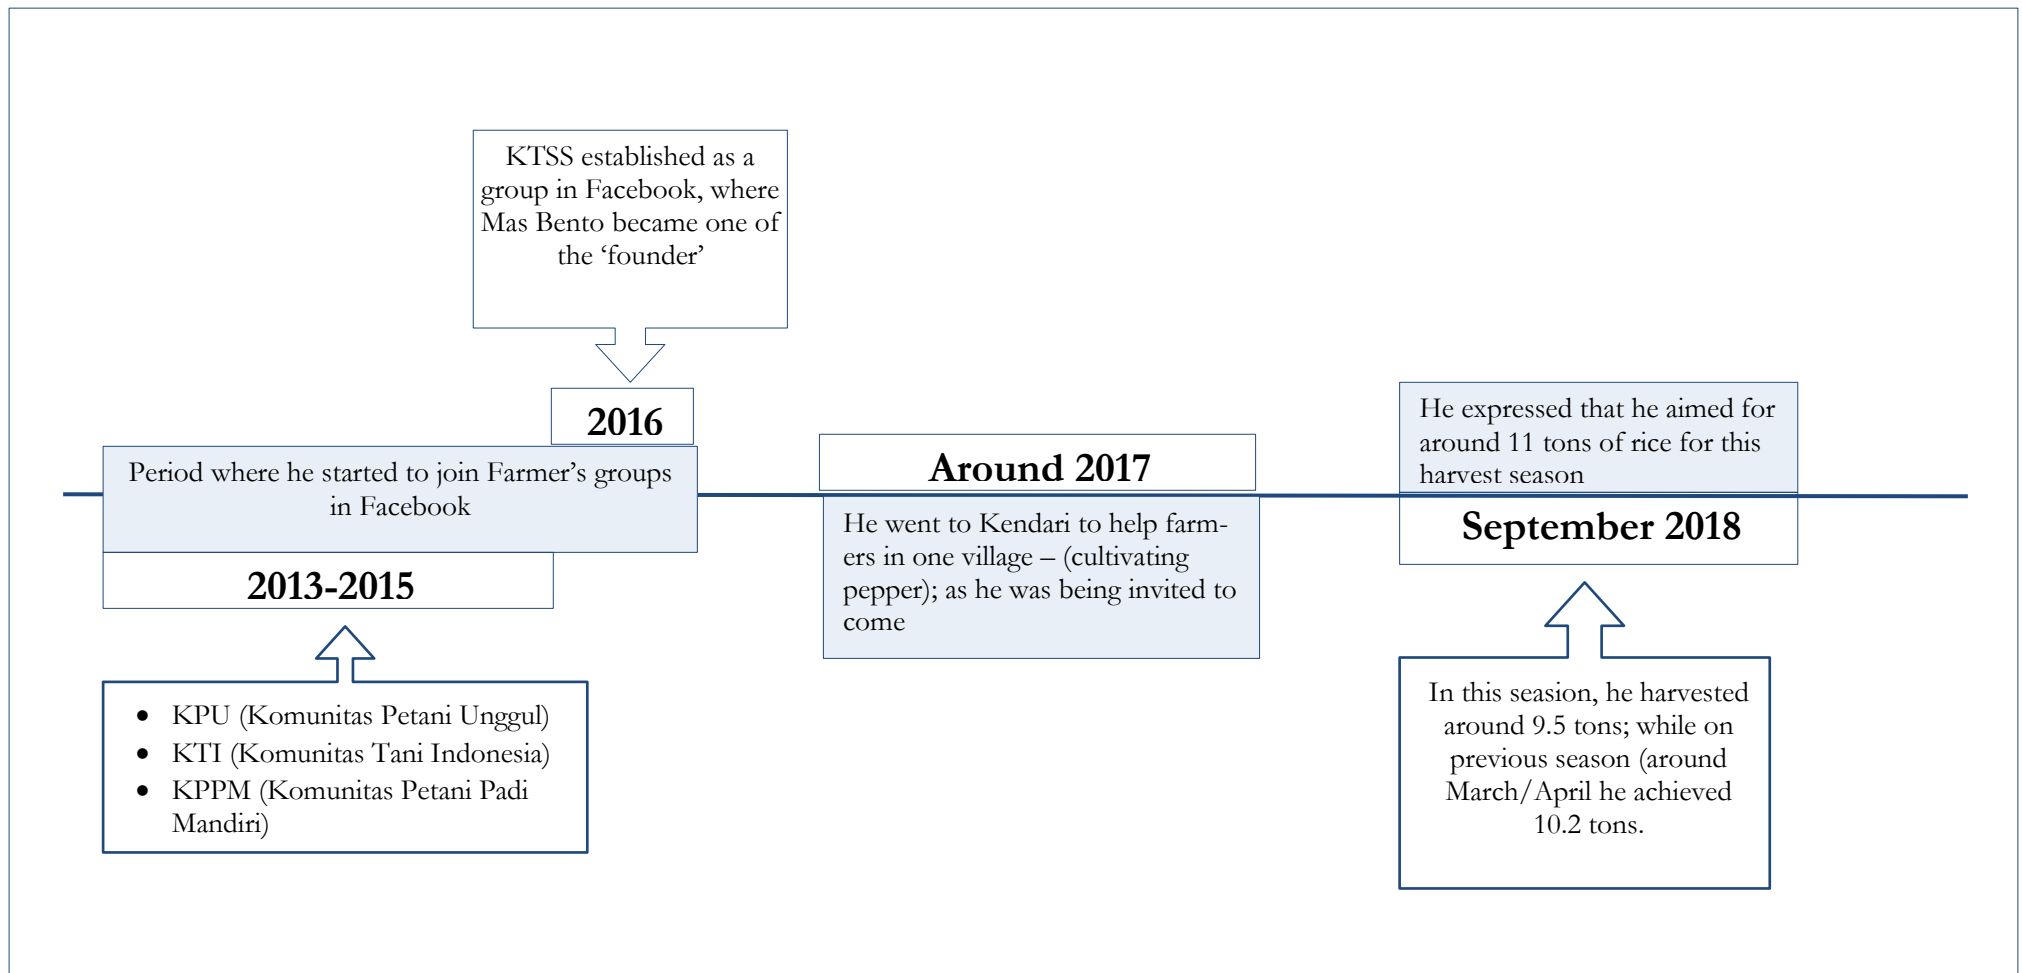 KTSS established as a
group in Facebook, where
Mas Bento became one of
the ‘founder’
2016
Period where he started to join Farmer’s groups
in Facebook
2013-2015
• KPU (Komunitas Petani Unggul)
• KTI (Komunitas Tani Indonesia)
• KPPM (Komunitas Petani Padi
Mandiri)
Around 2017
He went to Kendari to help farm-
ers in one village – (cultivating
pepper); as he was being invited to
come
He expressed that he aimed for
around 11 tons of rice for this
harvest season
September 2018
In this seasion, he harvested
around 9.5 tons; while on
previous season (around
March/April he achieved
10.2 tons.